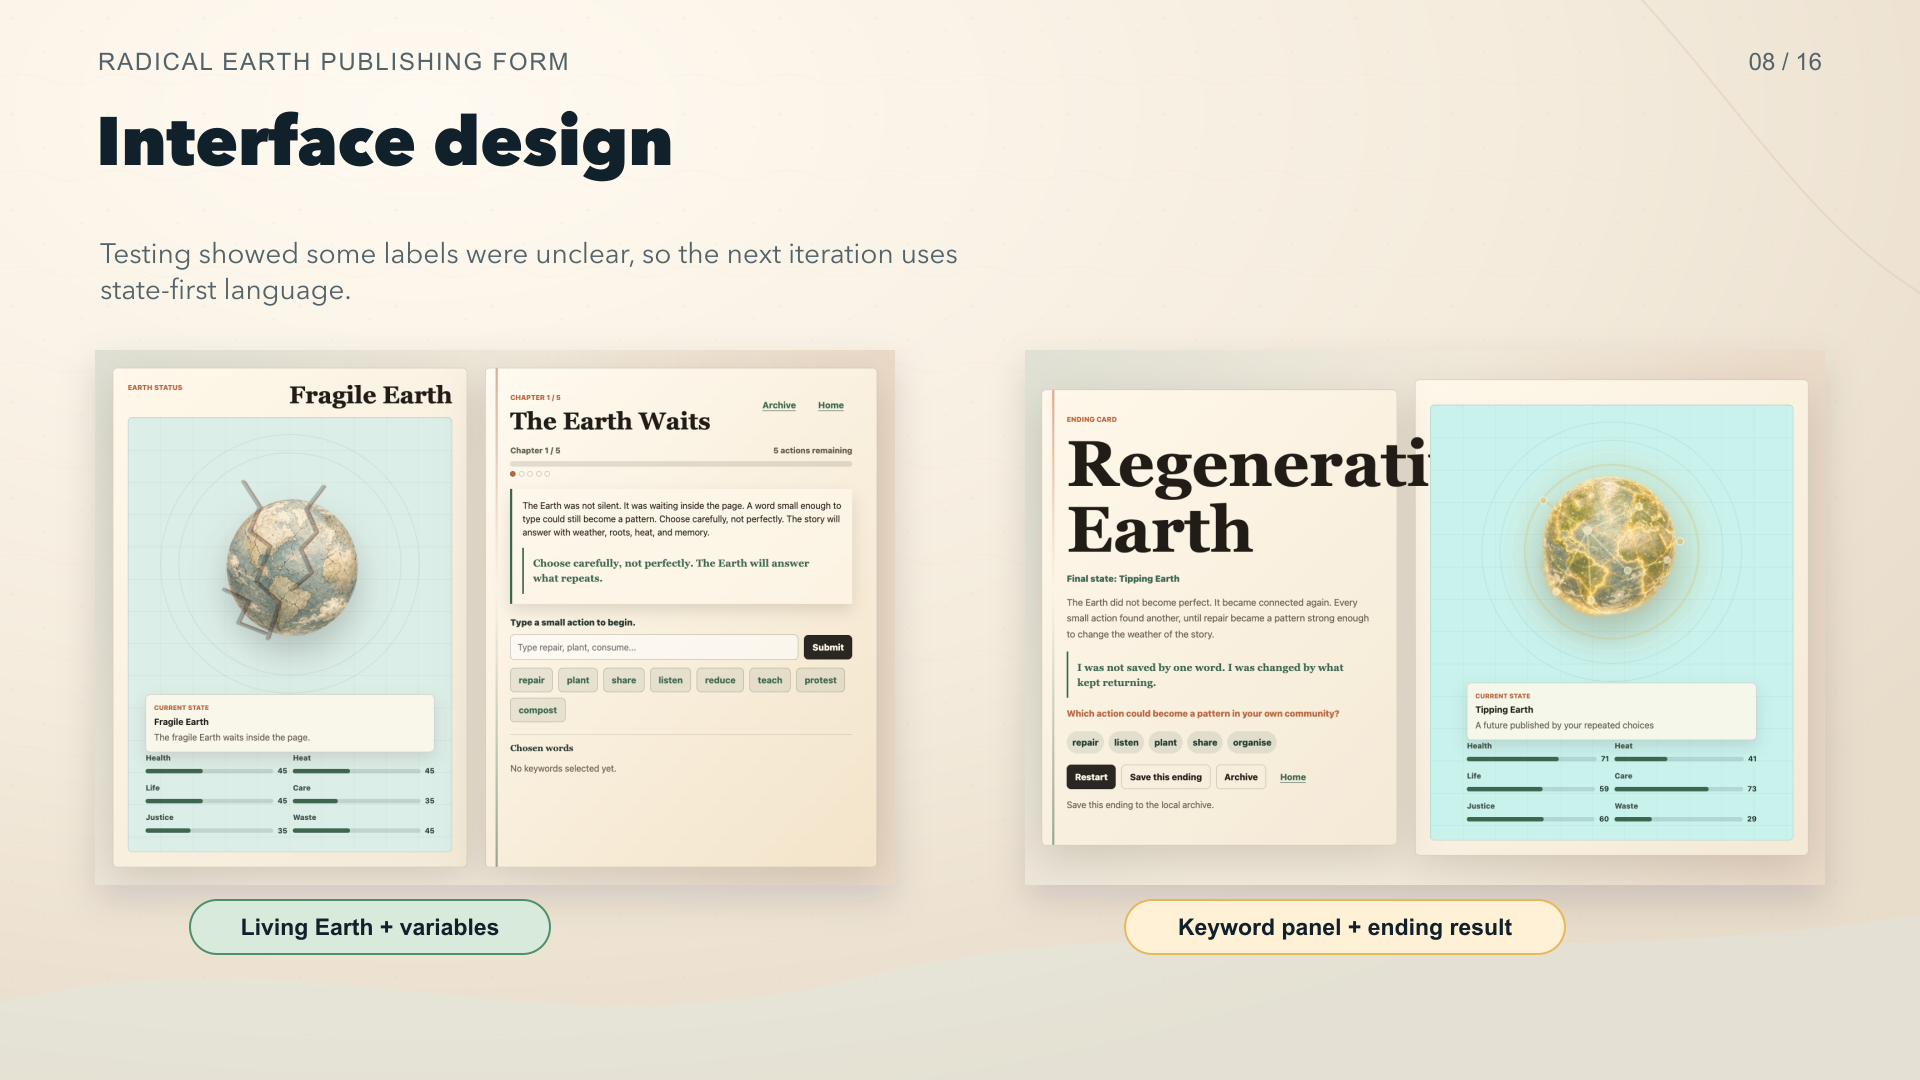 RADICAL EARTH PUBLISHING FORM
08 / 16
Interface design
Testing showed some labels were unclear, so the next iteration uses
state-first language.
EARTH STATUS
Fragile Earth
CURRENT STATE
Fragile Earth
The fragile Earth waits inside the page.
Health 45
Heat 45
Life 45
Care 35
Justice 35
Waste 45
CHAPTER 1 / 5
The Earth Waits
Archive
Home
Chapter 1 / 5
5 actions remaining
The Earth was not silent. It was waiting inside the page. A word small enough to
type could still become a pattern. Choose carefully, not perfectly. The story will
answer with weather, roots, heat, and memory.
Choose carefully, not perfectly. The Earth will answer
what repeats.
Type a small action to begin.
Type repair, plant, consume...
Submit
repair
plant
share
listen
reduce
teach
protest
compost
Chosen words
No keywords selected yet.
Living Earth + variables
ENDING CARD
Regenerati
Earth
Final state: Tipping Earth
The Earth did not become perfect. It became connected again. Every
small action found another, until repair became a pattern strong enough
to change the weather of the story.
I was not saved by one word. I was changed by what
kept returning.
Which action could become a pattern in your own community?
repair
listen
plant
share
organise
Restart
Save this ending
Archive
Home
Save this ending to the local archive.
CURRENT STATE
Tipping Earth
A future published by your repeated choices
Health 71
Heat 41
Life 59
Care 73
Justice 60
Waste 29
Keyword panel + ending result